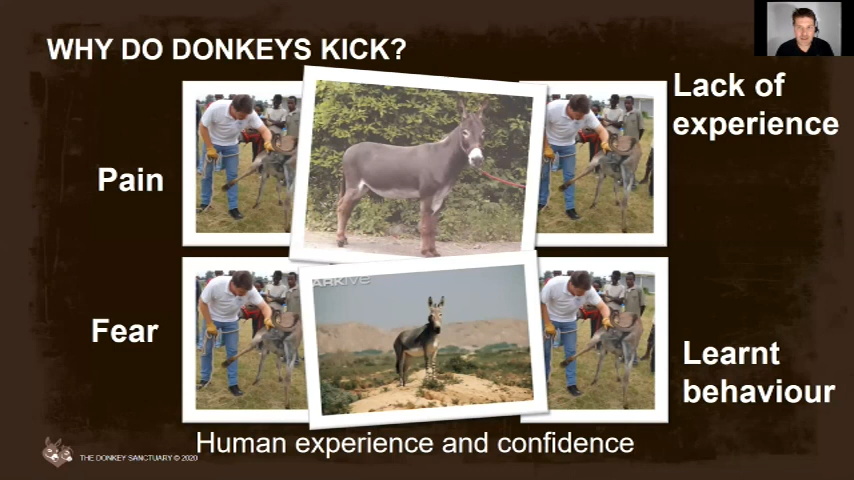 WHY DO DONKEYS KICK?
Lack of
experience
Pain
ARKIVE
Fear
Learnt
behaviour
Human experience and confidence
THE DONKEY SANCTUARY © 2020